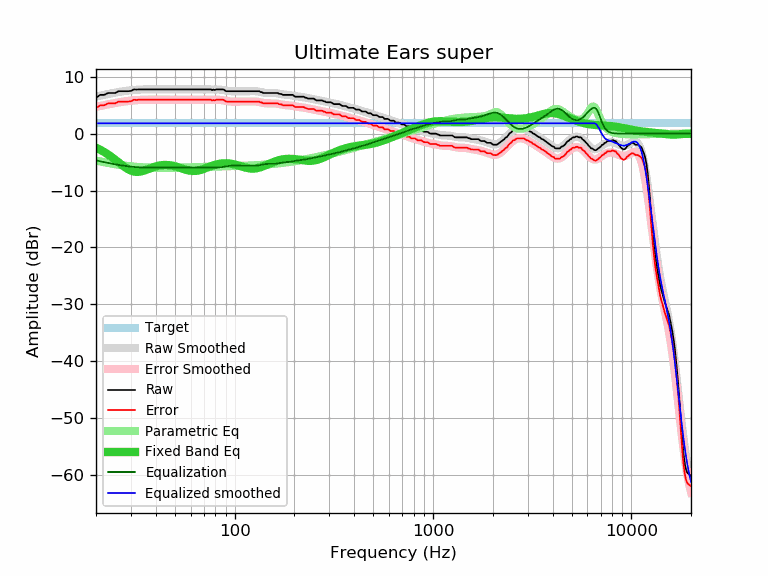 Ultimate Ears super
10
0
−10
−20
−30
−40
−50
−60
Amplitude (dBr)
Target
Raw Smoothed
Error Smoothed
Raw
Error
Parametric Eq
Fixed Band Eq
Equalization
Equalized smoothed
100
1000
10000
Frequency (Hz)